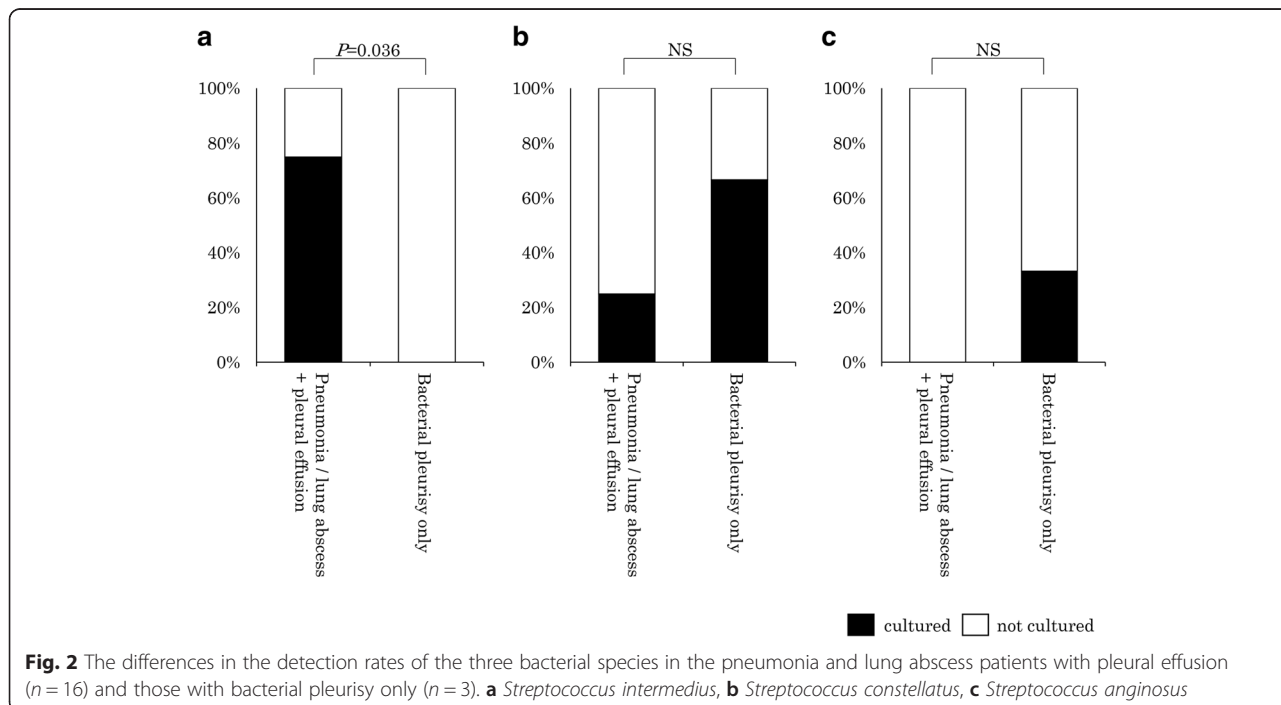 a
P=0.036
100%
80%
60%
40%
20%
0%
Pneumonia / lung abscess
+ pleural effusion
Bacterial pleurisy only
b
NS
100%
80%
60%
40%
20%
0%
Pneumonia / lung abscess
+ pleural effusion
Bacterial pleurisy only
c
NS
100%
80%
60%
40%
20%
0%
Pneumonia / lung abscess
+ pleural effusion
Bacterial pleurisy only
cultured not cultured
Fig. 2 The differences in the detection rates of the three bacterial species in the pneumonia and lung abscess patients with pleural effusion
(n = 16) and those with bacterial pleurisy only (n = 3). a Streptococcus intermedius, b Streptococcus constellatus, c Streptococcus anginosus